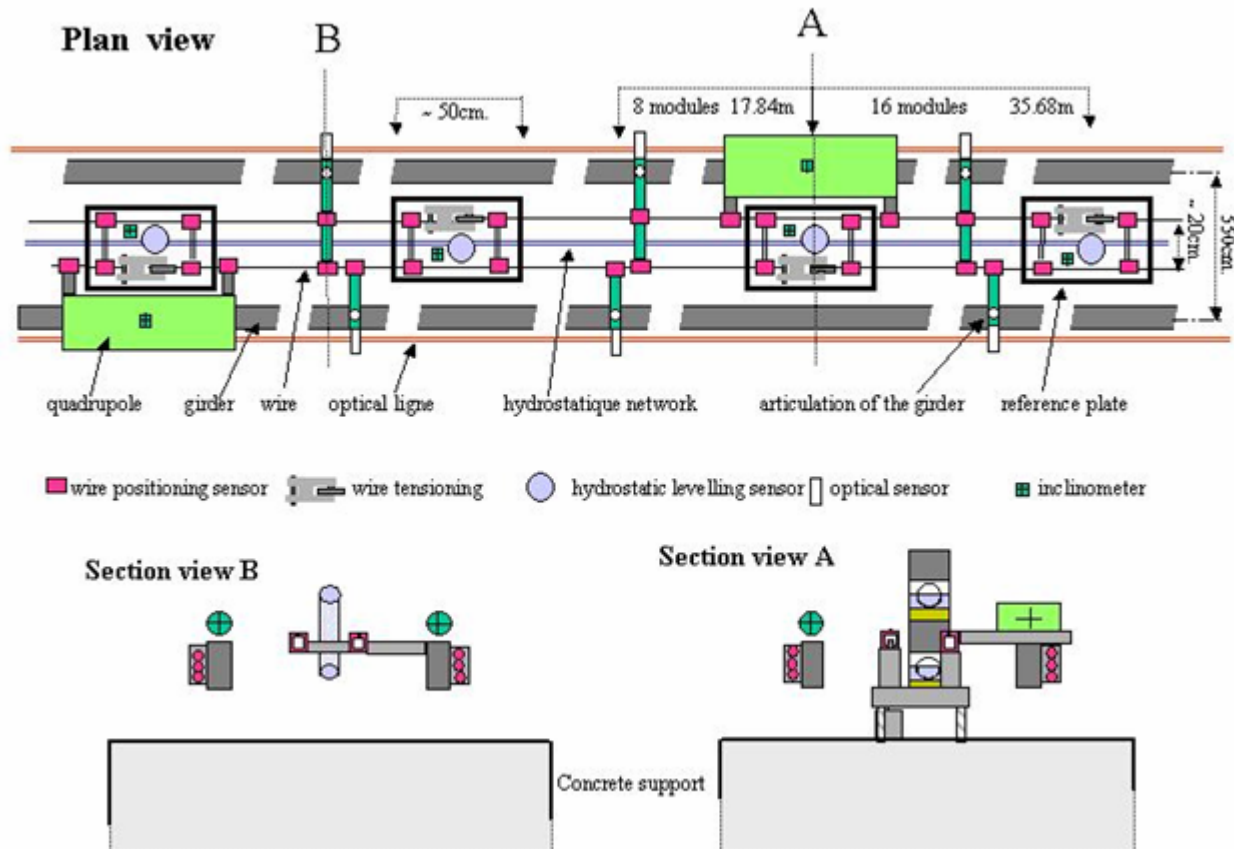 Plan view
B
A
~ 50cm.
8 modules 17.84m
16 modules 35.68m
~ 20cm.
550cm.
quadrupole
girder
wire
optical ligne
hydrostatique network
articulation of the girder
reference plate
wire positioning sensor
wire tensioning
hydrostatic levelling sensor
optical sensor
inclinometer
Section view B
Section view A
Concrete support